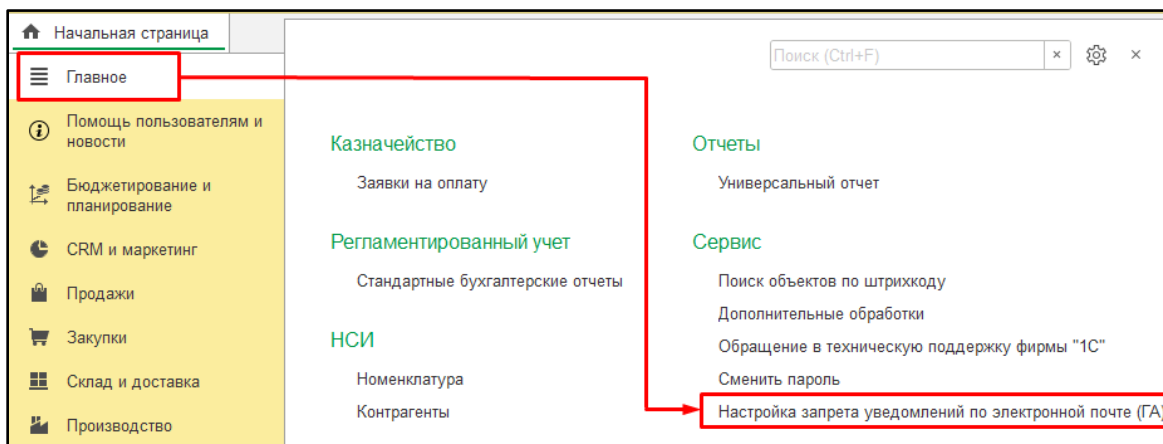 Начальная страница
Главное
Помощь пользователям и
новости
Бюджетирование и
планирование
CRM и маркетинг
Продажи
Закупки
Склад и доставка
Производство
Поиск (Ctrl+F)
Казначейство
Заявки на оплату
Регламентированный учет
Стандартные бухгалтерские отчеты
НСИ
Номенклатура
Контрагенты
Отчеты
Универсальный отчет
Сервис
Поиск объектов по штрихкоду
Дополнительные обработки
Обращение в техническую поддержку фирмы "1С"
Сменить пароль
Настройка запрета уведомлений по электронной почте (ГА)